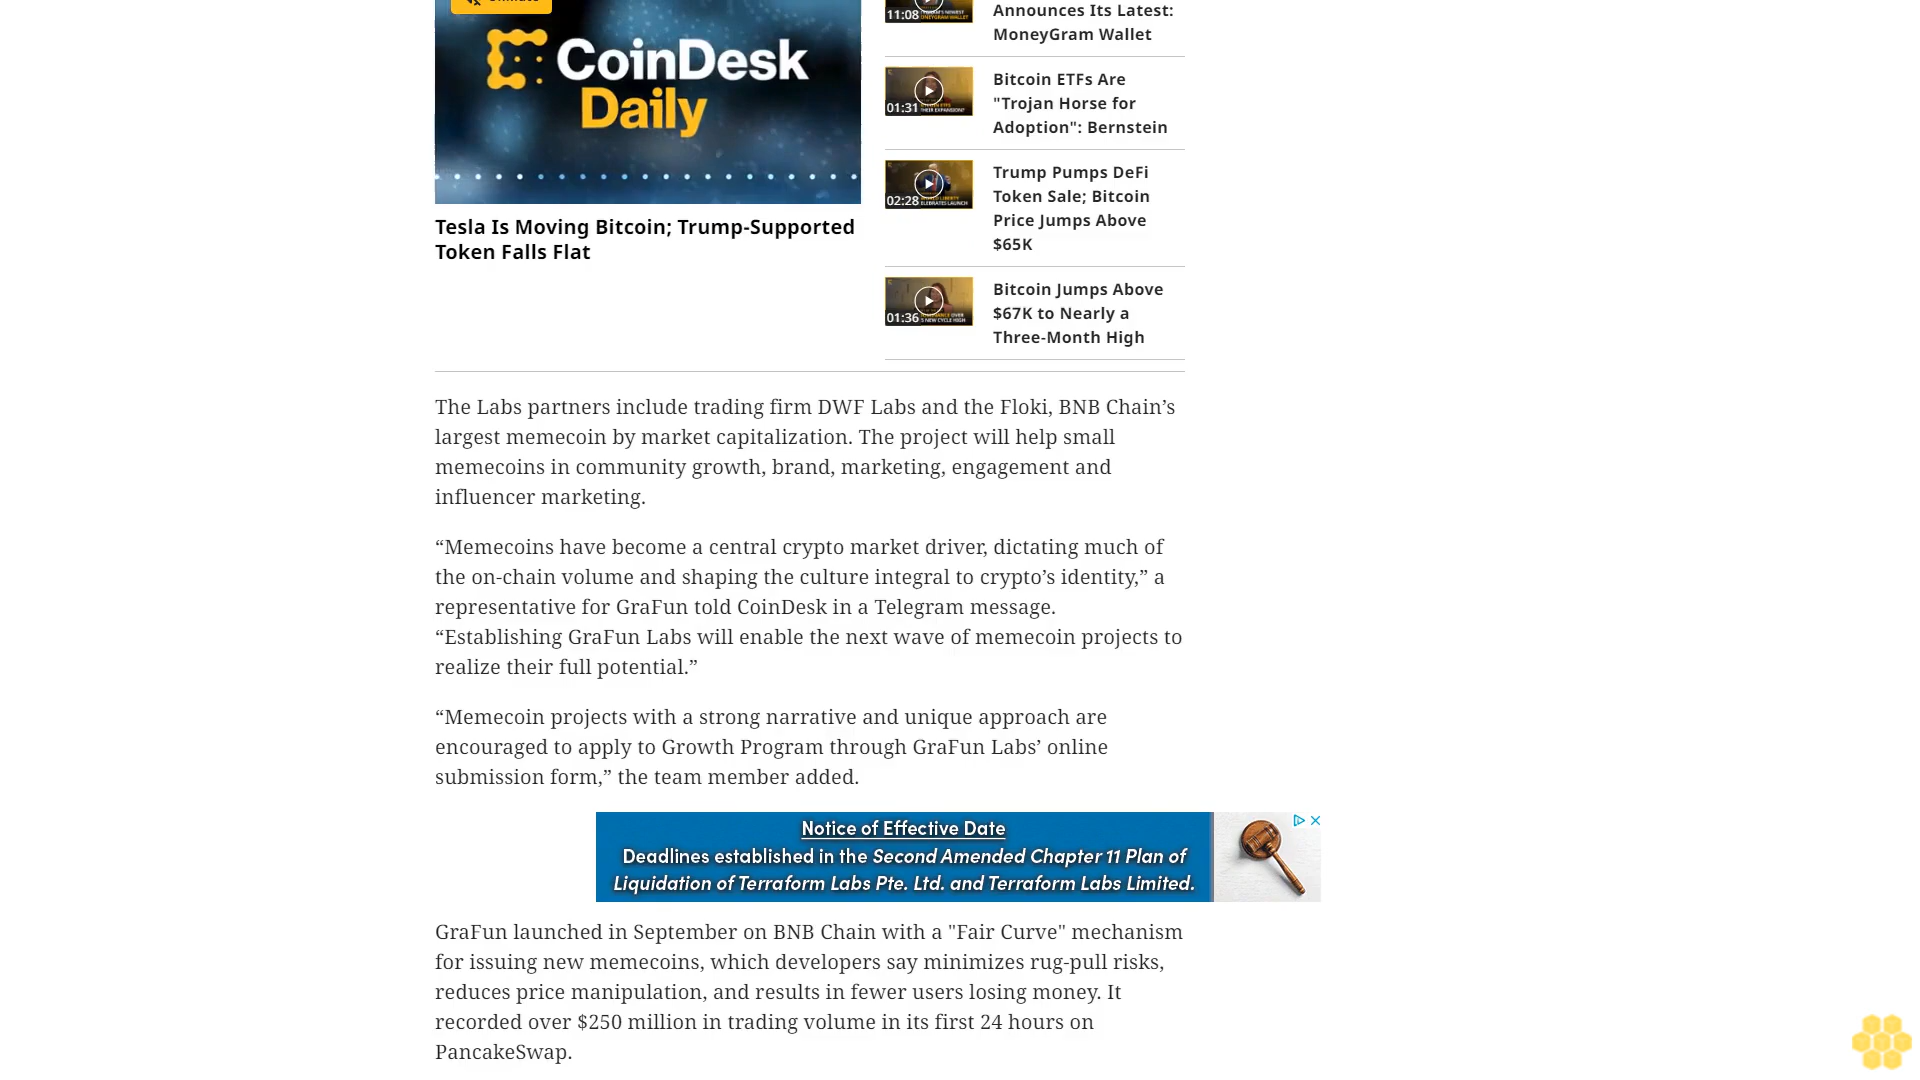 CoinDesk
Daily
Tesla Is Moving Bitcoin; Trump-Supported
Token Falls Flat
11:08
Announces Its Latest:
MoneyGram Wallet
01:31
Bitcoin ETFs Are
"Trojan Horse for
Adoption": Bernstein
02:28
Trump Pumps DeFi
Token Sale; Bitcoin
Price Jumps Above
$65K
01:36
Bitcoin Jumps Above
$67K to Nearly a
Three-Month High
The Labs partners include trading firm DWF Labs and the Floki, BNB Chain’s
largest memecoin by market capitalization. The project will help small
memecoins in community growth, brand, marketing, engagement and
influencer marketing.
“Memecoins have become a central crypto market driver, dictating much of
the on-chain volume and shaping the culture integral to crypto’s identity,” a
representative for GraFun told CoinDesk in a Telegram message.
“Establishing GraFun Labs will enable the next wave of memecoin projects to
realize their full potential.”
“Memecoin projects with a strong narrative and unique approach are
encouraged to apply to Growth Program through GraFun Labs’ online
submission form,” the team member added.
Notice of Effective Date
Deadlines established in the Second Amended Chapter 11 Plan of
Liquidation of Terraform Labs Pte. Ltd. and Terraform Labs Limited.
GraFun launched in September on BNB Chain with a "Fair Curve" mechanism
for issuing new memecoins, which developers say minimizes rug-pull risks,
reduces price manipulation, and results in fewer users losing money. It
recorded over $250 million in trading volume in its first 24 hours on
PancakeSwap.